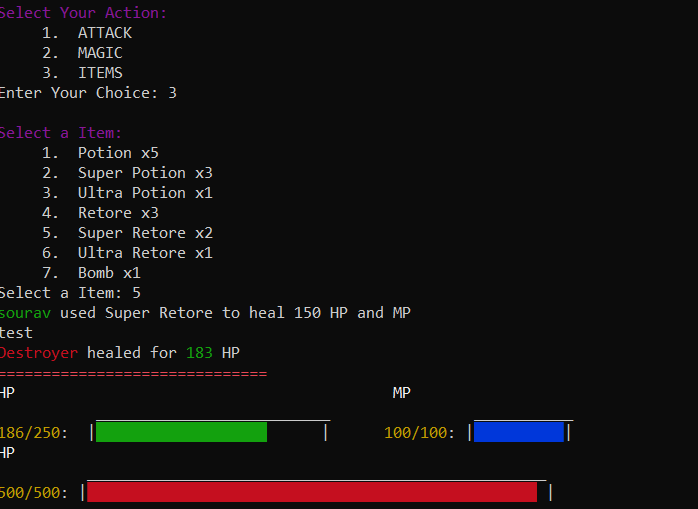 Select Your Action:
1. ATTACK
2. MAGIC
3. ITEMS
Enter Your Choice: 3
Select a Item:
1. Potion x5
2. Super Potion x3
3. Ultra Potion x1
4. Retore x3
5. Super Retore x2
6. Ultra Retore x1
7. Bomb x1
Select a Item: 5
sourav used Super Retore to heal 150 HP and MP
test
Destroyer healed for 183 HP
==============================
HP MP
186/250: | | 100/100: | |
HP
500/500: | |